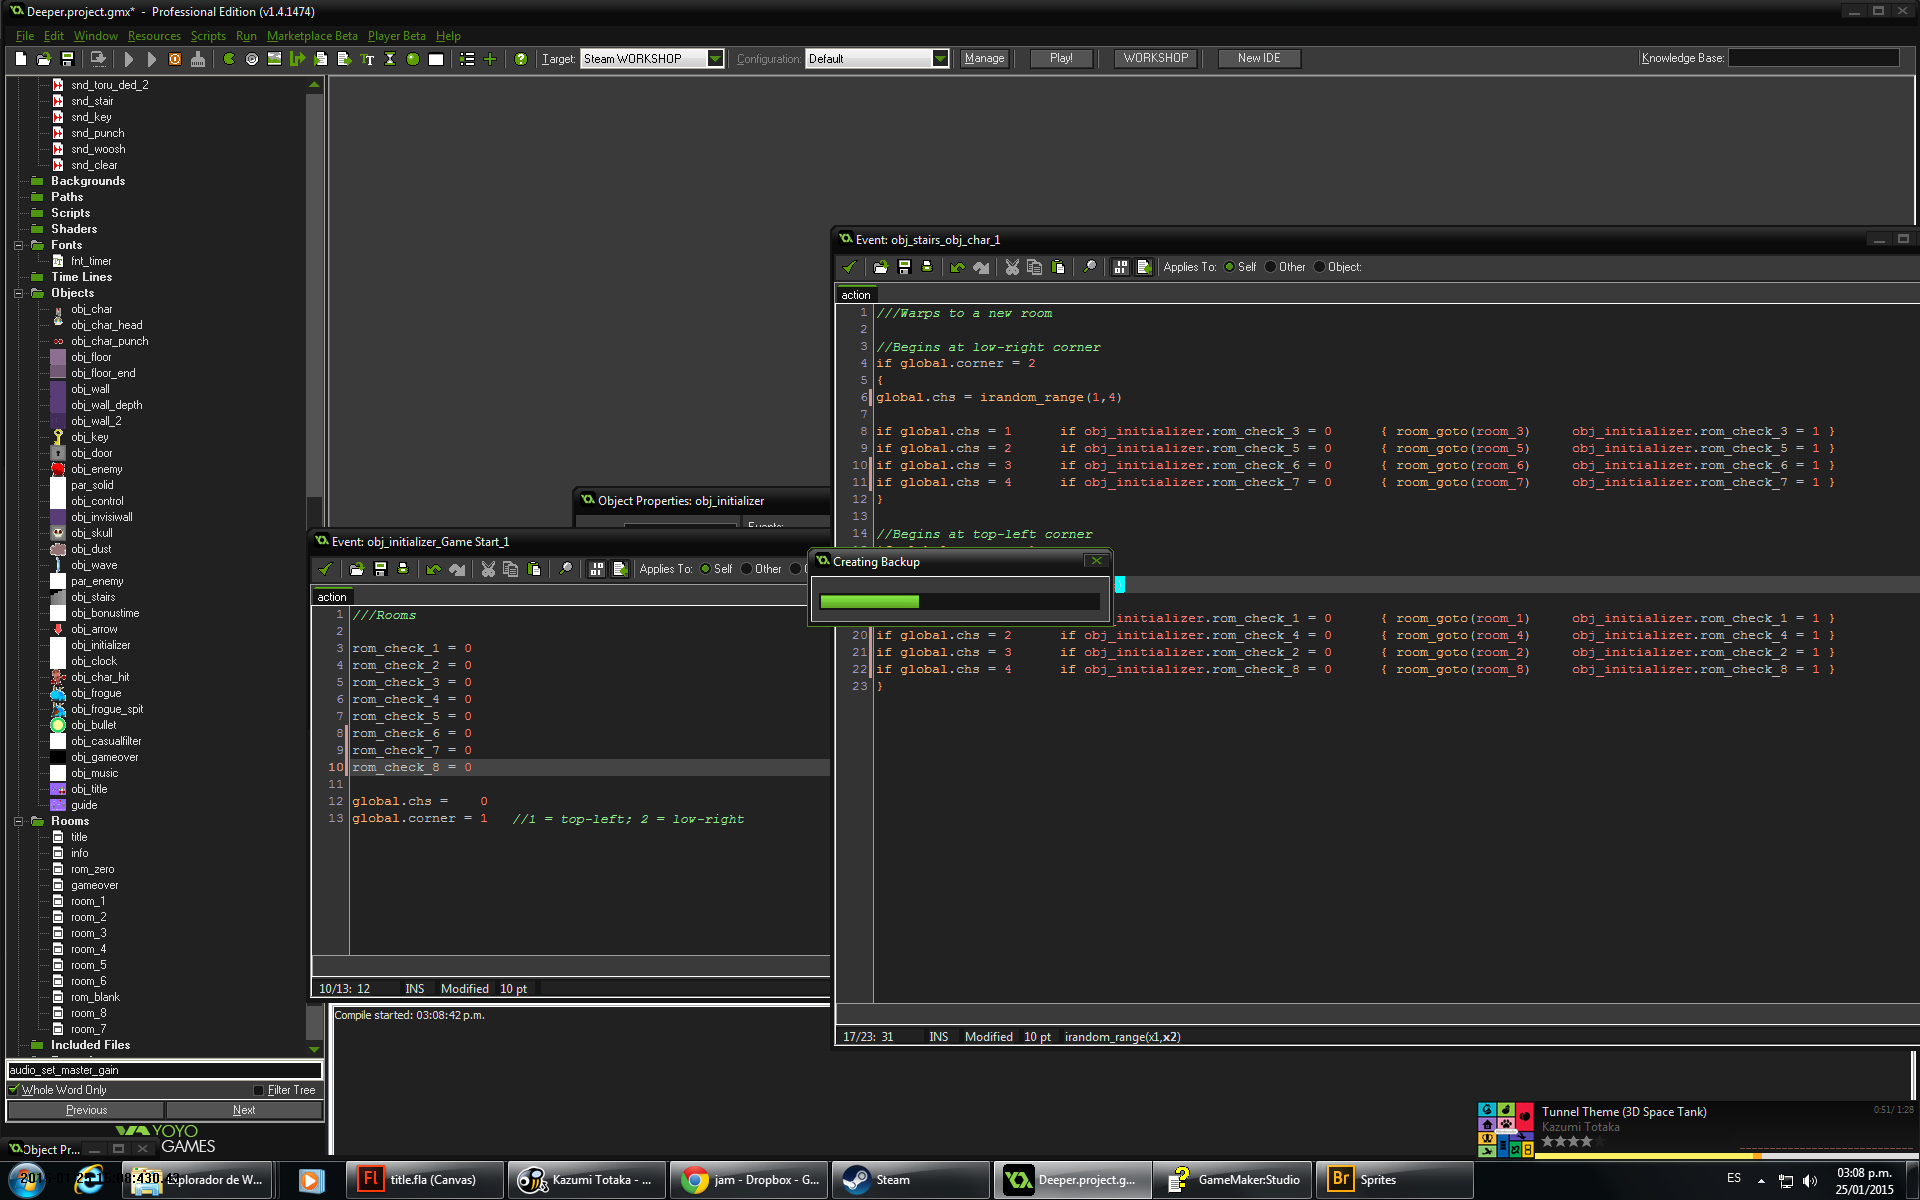 Deeper.project.gmx*  -  Professional Edition (v1.4.1474)
File Edit Window Resources Scripts Run Marketplace Beta Player Beta Help
Target: Steam WORKSHOP Configuration: Default Manage Play! WORKSHOP New IDE Knowledge Base:
snd_toru_ded_2
snd_stair
snd_key
snd_punch
snd_woosh
snd_clear
Backgrounds
Paths
Scripts
Shaders
Fonts
fnt_timer
Time Lines
Objects
obj_char
obj_char_head
obj_char_punch
obj_floor
obj_floor_end
obj_wall
obj_wall_depth
obj_wall_2
obj_key
obj_door
obj_enemy
par_solid
obj_control
obj_invisiwall
obj_skull
obj_dust
obj_wave
par_enemy
obj_stairs
obj_bonustime
obj_arrow
obj_initializer
obj_clock
obj_char_hit
obj_frogue
obj_frogue_spit
obj_bullet
obj_casualfilter
obj_gameover
obj_music
obj_title
guide
Rooms
title
info
rom_zero
gameover
room_1
room_2
room_3
room_4
room_5
room_6
rom_blank
room_8
room_7
Included Files
audio_set_master_gain
Whole Word Only Filter Tree
Previous Next
YOYO
GAMES
Object Pr...
Object Properties: obj_initializer
Events:
Event: obj_initializer_Game Start_1
Applies To: Self Other
action
1 ///Rooms
2
3 rom_check_1 = 0
4 rom_check_2 = 0
5 rom_check_3 = 0
6 rom_check_4 = 0
7 rom_check_5 = 0
8 rom_check_6 = 0
9 rom_check_7 = 0
10 rom_check_8 = 0
11
12 global.chs =    0
13 global.corner = 1   //1 = top-left; 2 = low-right
10/13: 12 INS Modified 10 pt
Compile started: 03:08:42 p.m.
Event: obj_stairs_obj_char_1
Applies To: Self Other Object:
action
1 ///Warps to a new room
2
3 //Begins at low-right corner
4 if global.corner = 2
5 {
6 global.chs = irandom_range(1,4)
7
8 if global.chs = 1      if obj_initializer.rom_check_3 = 0      { room_goto(room_3)     obj_initializer.rom_check_3 = 1 }
9 if global.chs = 2      if obj_initializer.rom_check_5 = 0      { room_goto(room_5)     obj_initializer.rom_check_5 = 1 }
10 if global.chs = 3      if obj_initializer.rom_check_6 = 0      { room_goto(room_6)     obj_initializer.rom_check_6 = 1 }
11 if global.chs = 4      if obj_initializer.rom_check_7 = 0      { room_goto(room_7)     obj_initializer.rom_check_7 = 1 }
12 }
13
14 //Begins at top-left corner
Creating Backup
_initializer.rom_check_1 = 0      { room_goto(room_1)     obj_initializer.rom_check_1 = 1 }
20 if global.chs = 2      if obj_initializer.rom_check_4 = 0      { room_goto(room_4)     obj_initializer.rom_check_4 = 1 }
21 if global.chs = 3      if obj_initializer.rom_check_2 = 0      { room_goto(room_2)     obj_initializer.rom_check_2 = 1 }
22 if global.chs = 4      if obj_initializer.rom_check_8 = 0      { room_goto(room_8)     obj_initializer.rom_check_8 = 1 }
23 }
17/23: 31 INS Modified 10 pt irandom_range(x1,x2)
Tunnel Theme (3D Space Tank) 0:51/ 1:28
Kazumi Totaka
Explorador de W... title.fla (Canvas) Kazumi Totaka - ... jam - Dropbox - G... Steam Deeper.project.g... GameMaker:Studio Sprites
ES
03:08 p.m.
25/01/2015